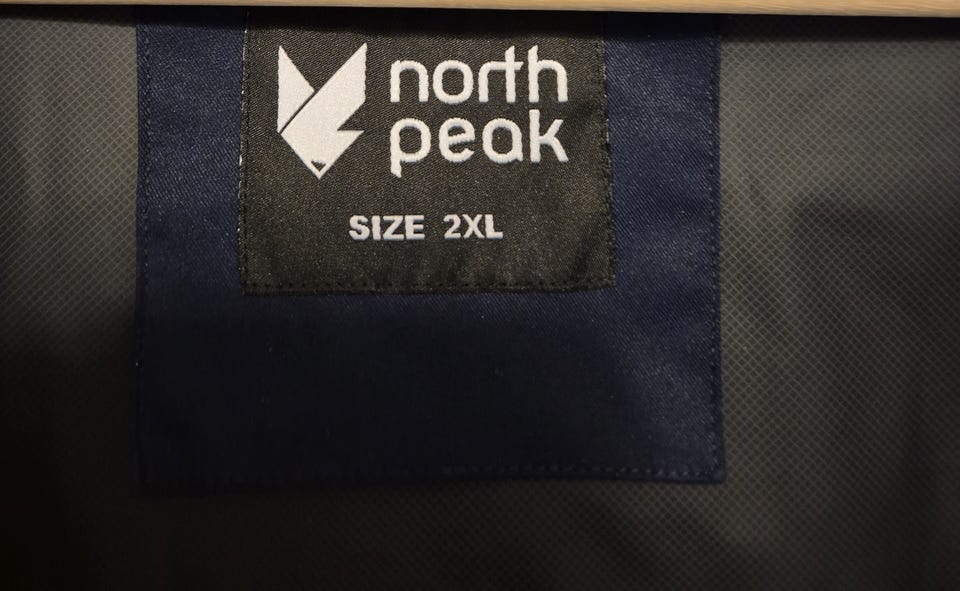 north
peak
SIZE 2XL